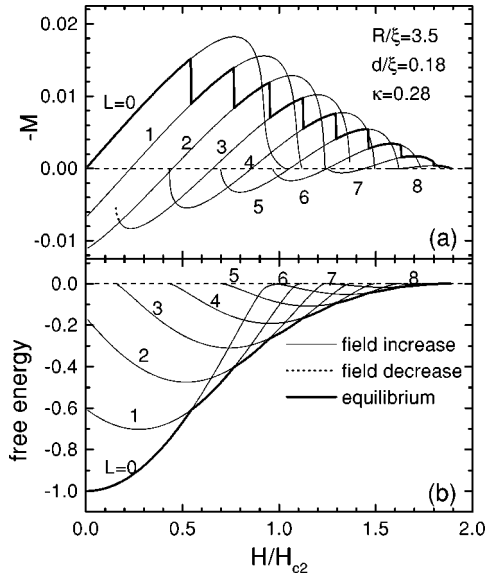 0.02
R/ξ=3.5
d/ξ=0.18
κ=0.28
0.01
-M
L=0
1
2
3
0.00
4
5
6
7
8
-0.01
(a)
0.0
5
6
7
8
4
-0.2
3
field increase
-0.4
2
field decrease
free energy
equilibrium
-0.6
1
-0.8
L=0
-1.0
(b)
0.0
0.5
1.0
1.5
2.0
H/Hc2